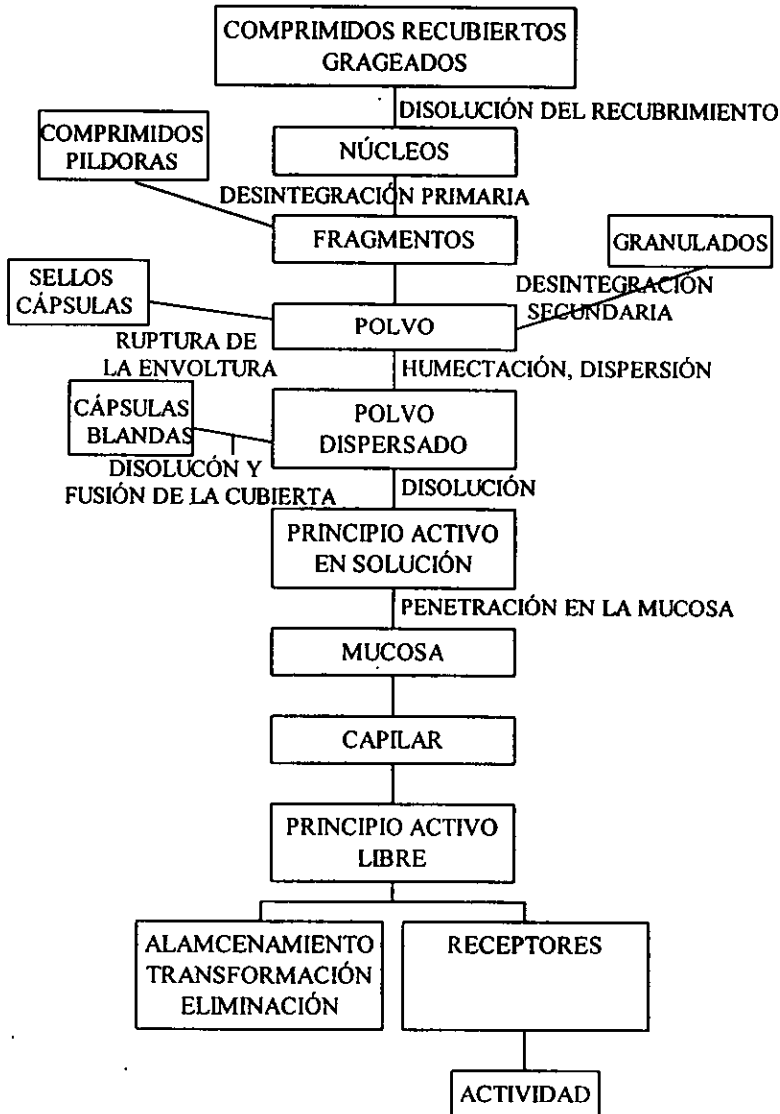 COMPRIMIDOS RECUBIERTOS
GRAGEADOS
DISOLUCIÓN DEL RECUBRIMIENTO
COMPRIMIDOS
PILDORAS
NÚCLEOS
DESINTEGRACIÓN PRIMARIA
FRAGMENTOS
GRANULADOS
SELLOS
CÁPSULAS
DESINTEGRACIÓN
SECUNDARIA
POLVO
RUPTURA DE
LA ENVOLTURA
HUMECTACIÓN, DISPERSIÓN
CÁPSULAS
BLANDAS
POLVO
DISPERSADO
DISOLUCÓN Y
FUSIÓN DE LA CUBIERTA
DISOLUCIÓN
PRINCIPIO ACTIVO
EN SOLUCIÓN
PENETRACIÓN EN LA MUCOSA
MUCOSA
CAPILAR
PRINCIPIO ACTIVO
LIBRE
ALAMCENAMIENTO
TRANSFORMACIÓN
ELIMINACIÓN
RECEPTORES
ACTIVIDAD